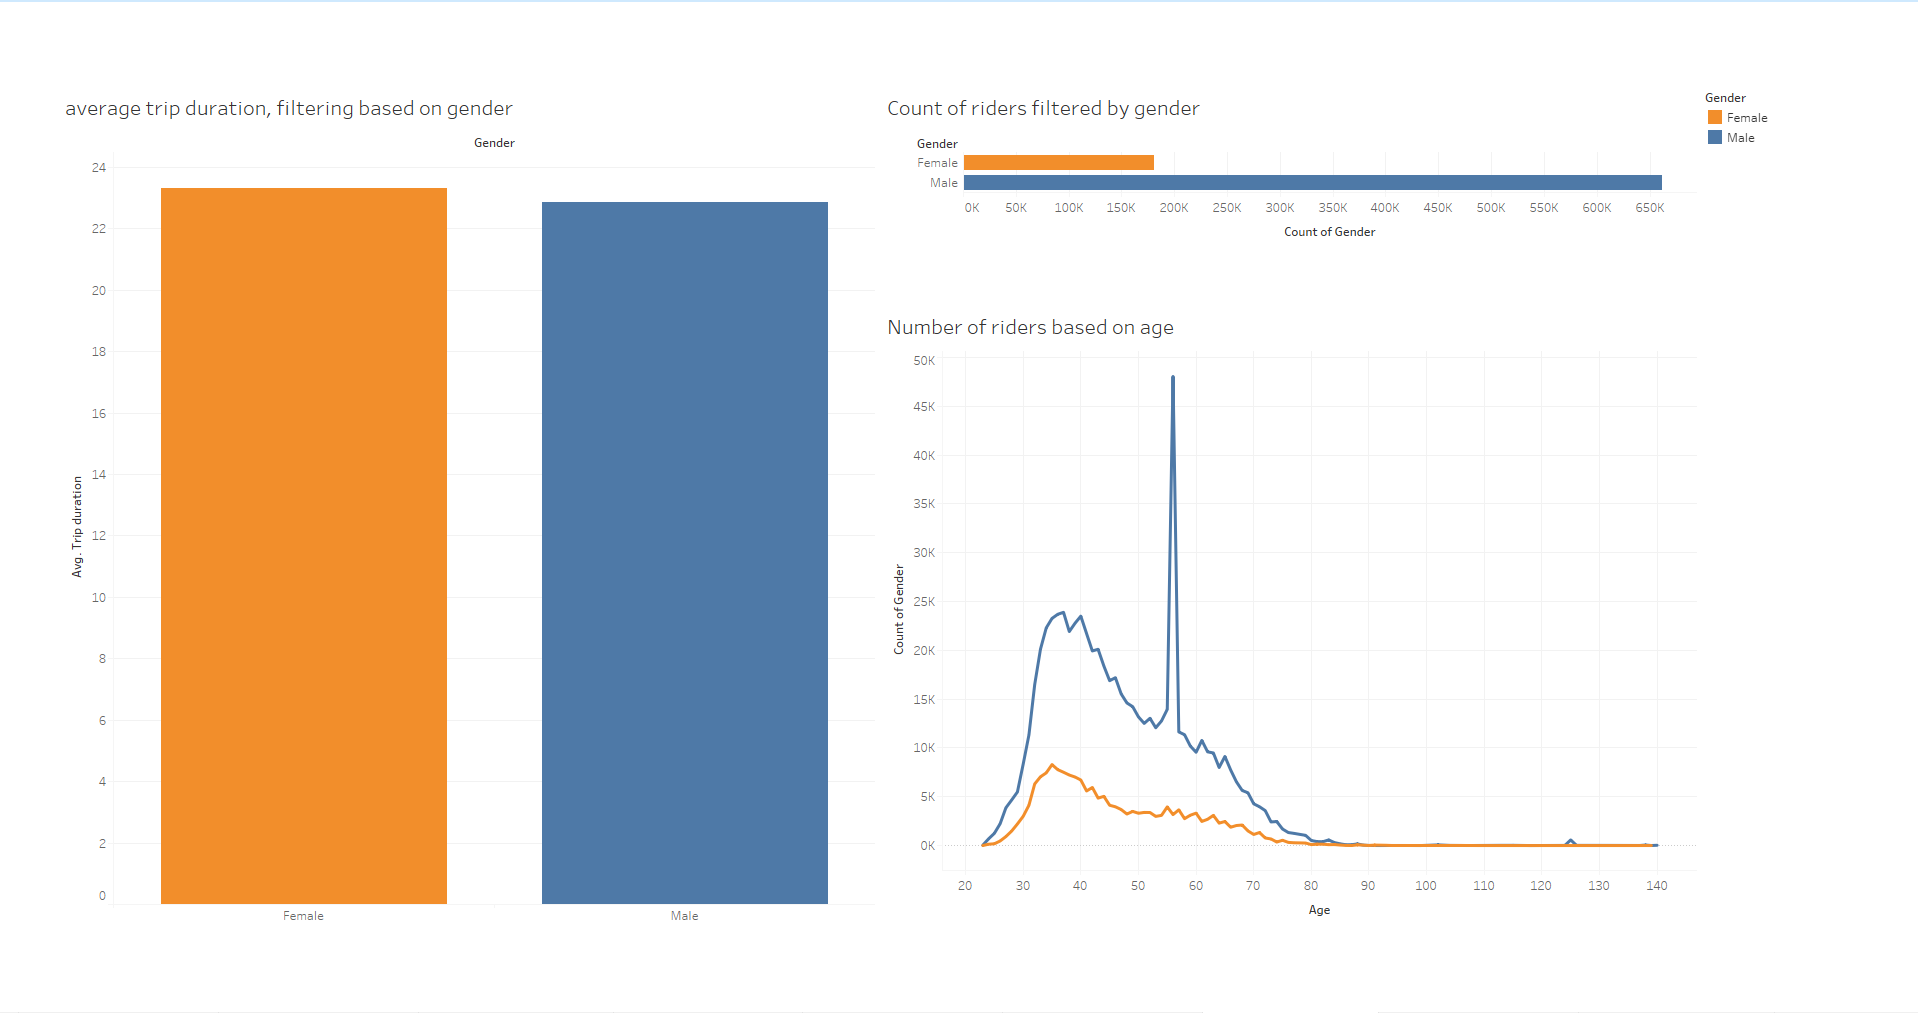 average trip duration, filtering based on gender
Gender
24
22
20
18
16
14
12
10
8
6
4
2
0
Avg. Trip duration
Female
Male
Count of riders filtered by gender
Gender
Female
Male
0K 50K 100K 150K 200K 250K 300K 350K 400K 450K 500K 550K 600K 650K
Count of Gender
Gender
Female
Male
Number of riders based on age
50K
45K
40K
35K
30K
25K
20K
15K
10K
5K
0K
Count of Gender
20 30 40 50 60 70 80 90 100 110 120 130 140
Age